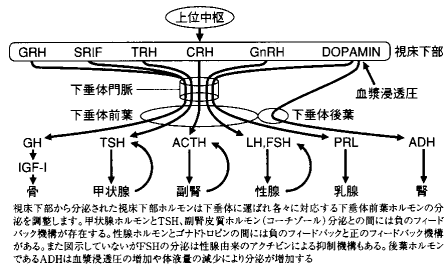 上位中枢
GRH SRIF TRH CRH GnRH DOPAMIN 視床下部
下垂体門脈
血漿浸透圧
下垂体前葉 下垂体後葉
GH TSH ACTH LH,FSH PRL ADH
IGF-I
骨 甲状腺 副腎 性腺 乳腺 腎
視床下部から分泌された視床下部ホルモンは下垂体に運ばれ各々に対応する下垂体前葉ホルモンの分
泌を調整します。甲状腺ホルモンとTSH、副腎皮質ホルモン（コーチゾール）分泌との間には負のフィード
バック機構が存在する。性腺ホルモンとゴナドトロピンの間には負のフィードバックと正のフィードバック機構
がある。また図示していないがFSHの分泌は性腺由来のアクチビンによる抑制機構もある。後葉ホルモン
であるADHは血漿浸透圧の増加や体液量の減少により分泌が増加する